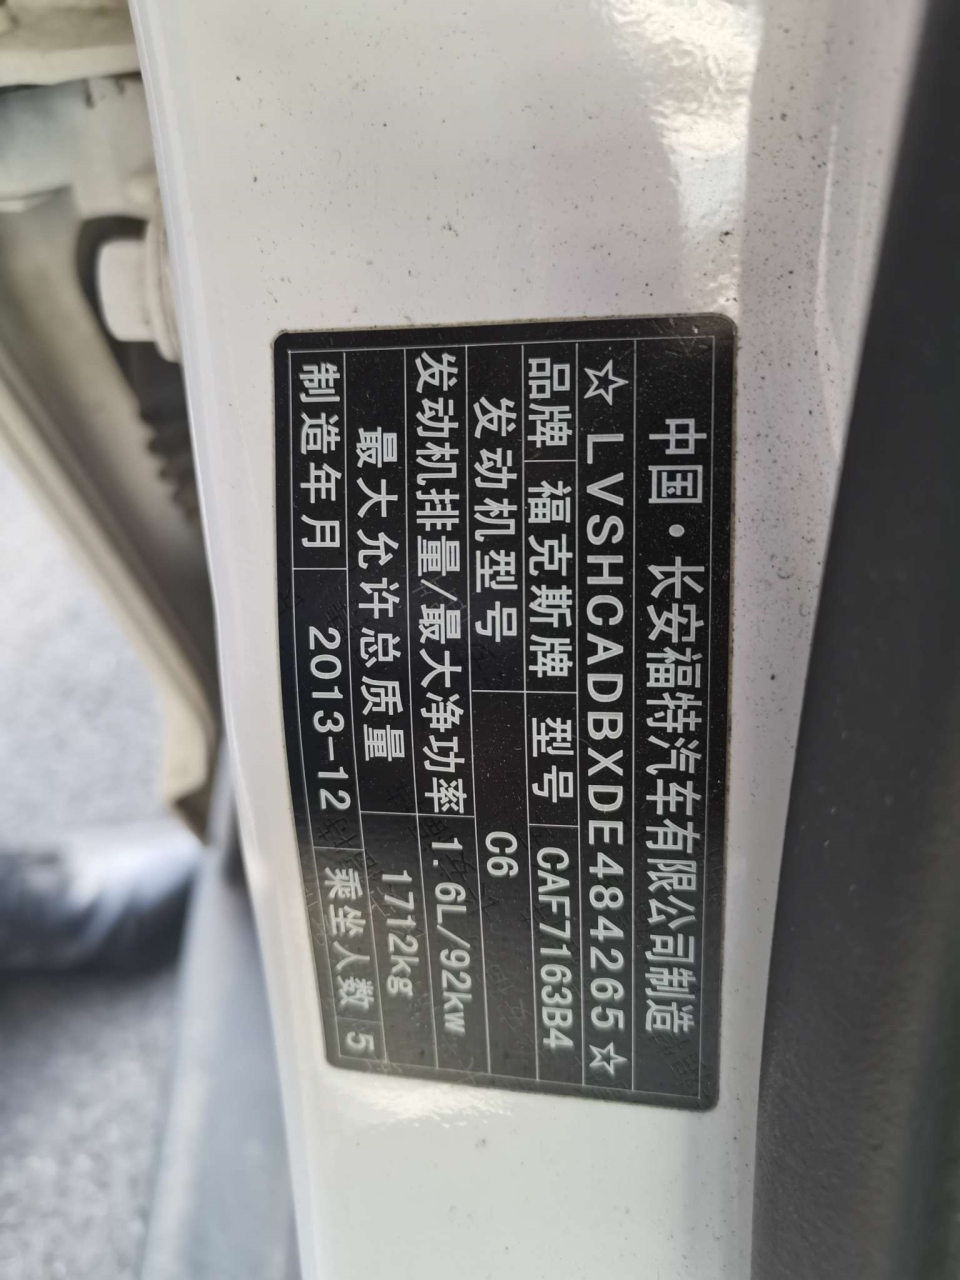 中国·长安福特汽车有限公司制造
☆LVSHCADBXDE484265☆
品牌 福克斯牌 型号 CAF7163B4
发动机型号 C6
发动机排量/最大净功率 1.6L/92kw
最大允许总质量 1712kg
制造年月 2013-12 乘坐人数 5